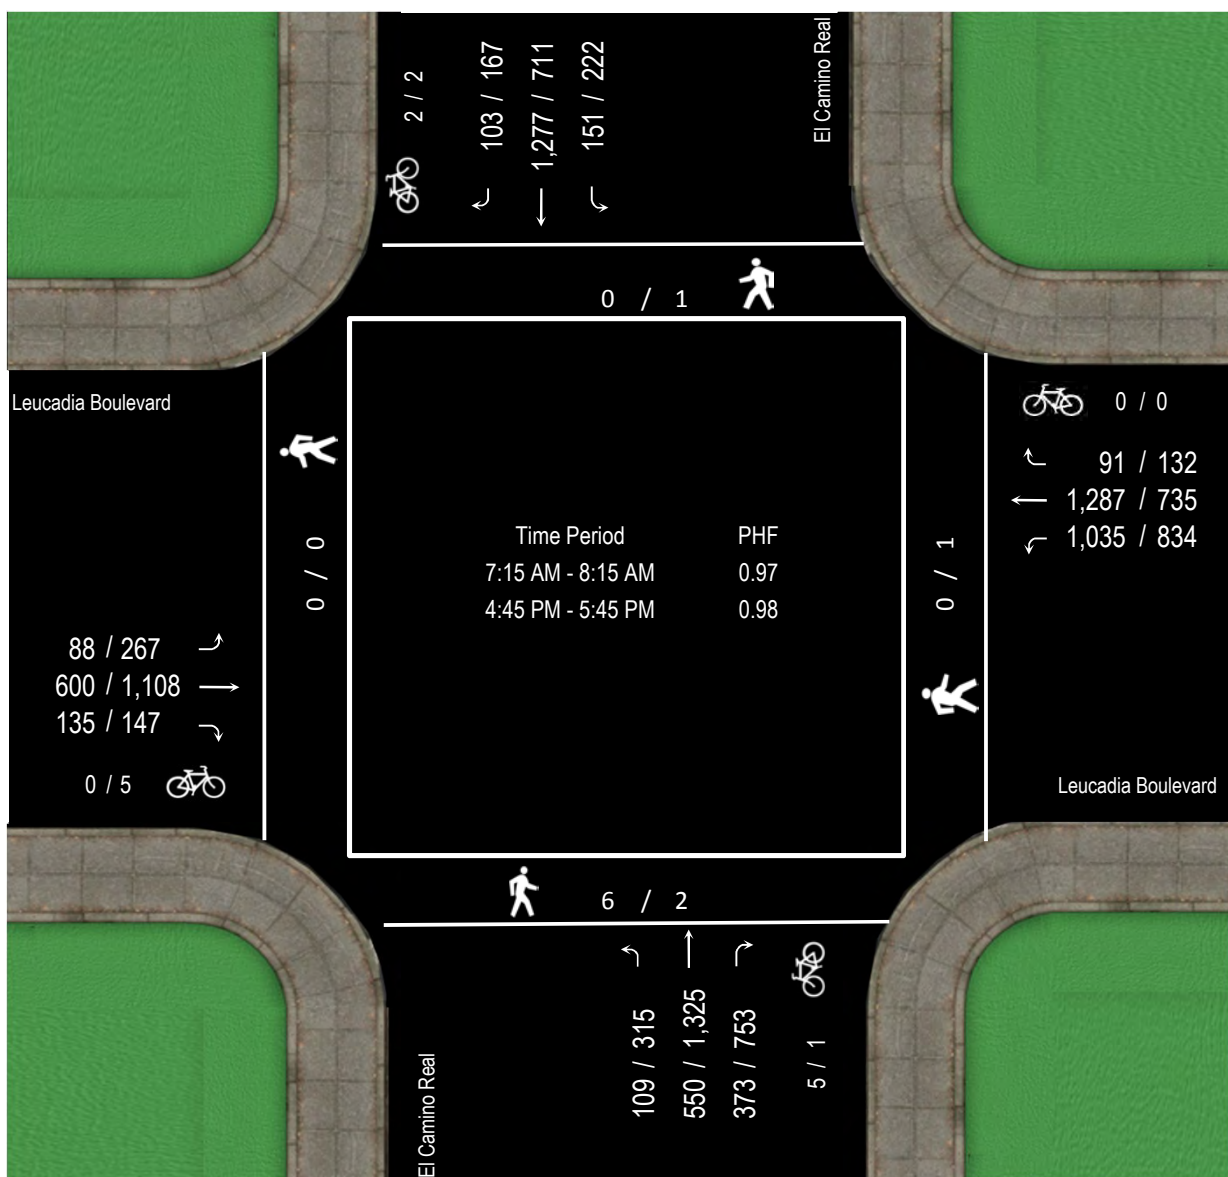 2 / 2
103 / 167
1,277 / 711
151 / 222
El Camino Real
0 / 1
Leucadia Boulevard
0 / 0
91 / 132
1,287 / 735
1,035 / 834
0 / 0
Time Period PHF
7:15 AM - 8:15 AM 0.97
4:45 PM - 5:45 PM 0.98
0 / 1
88 / 267
600 / 1,108
135 / 147
0 / 5
Leucadia Boulevard
6 / 2
El Camino Real
109 / 315
550 / 1,325
373 / 753
5 / 1